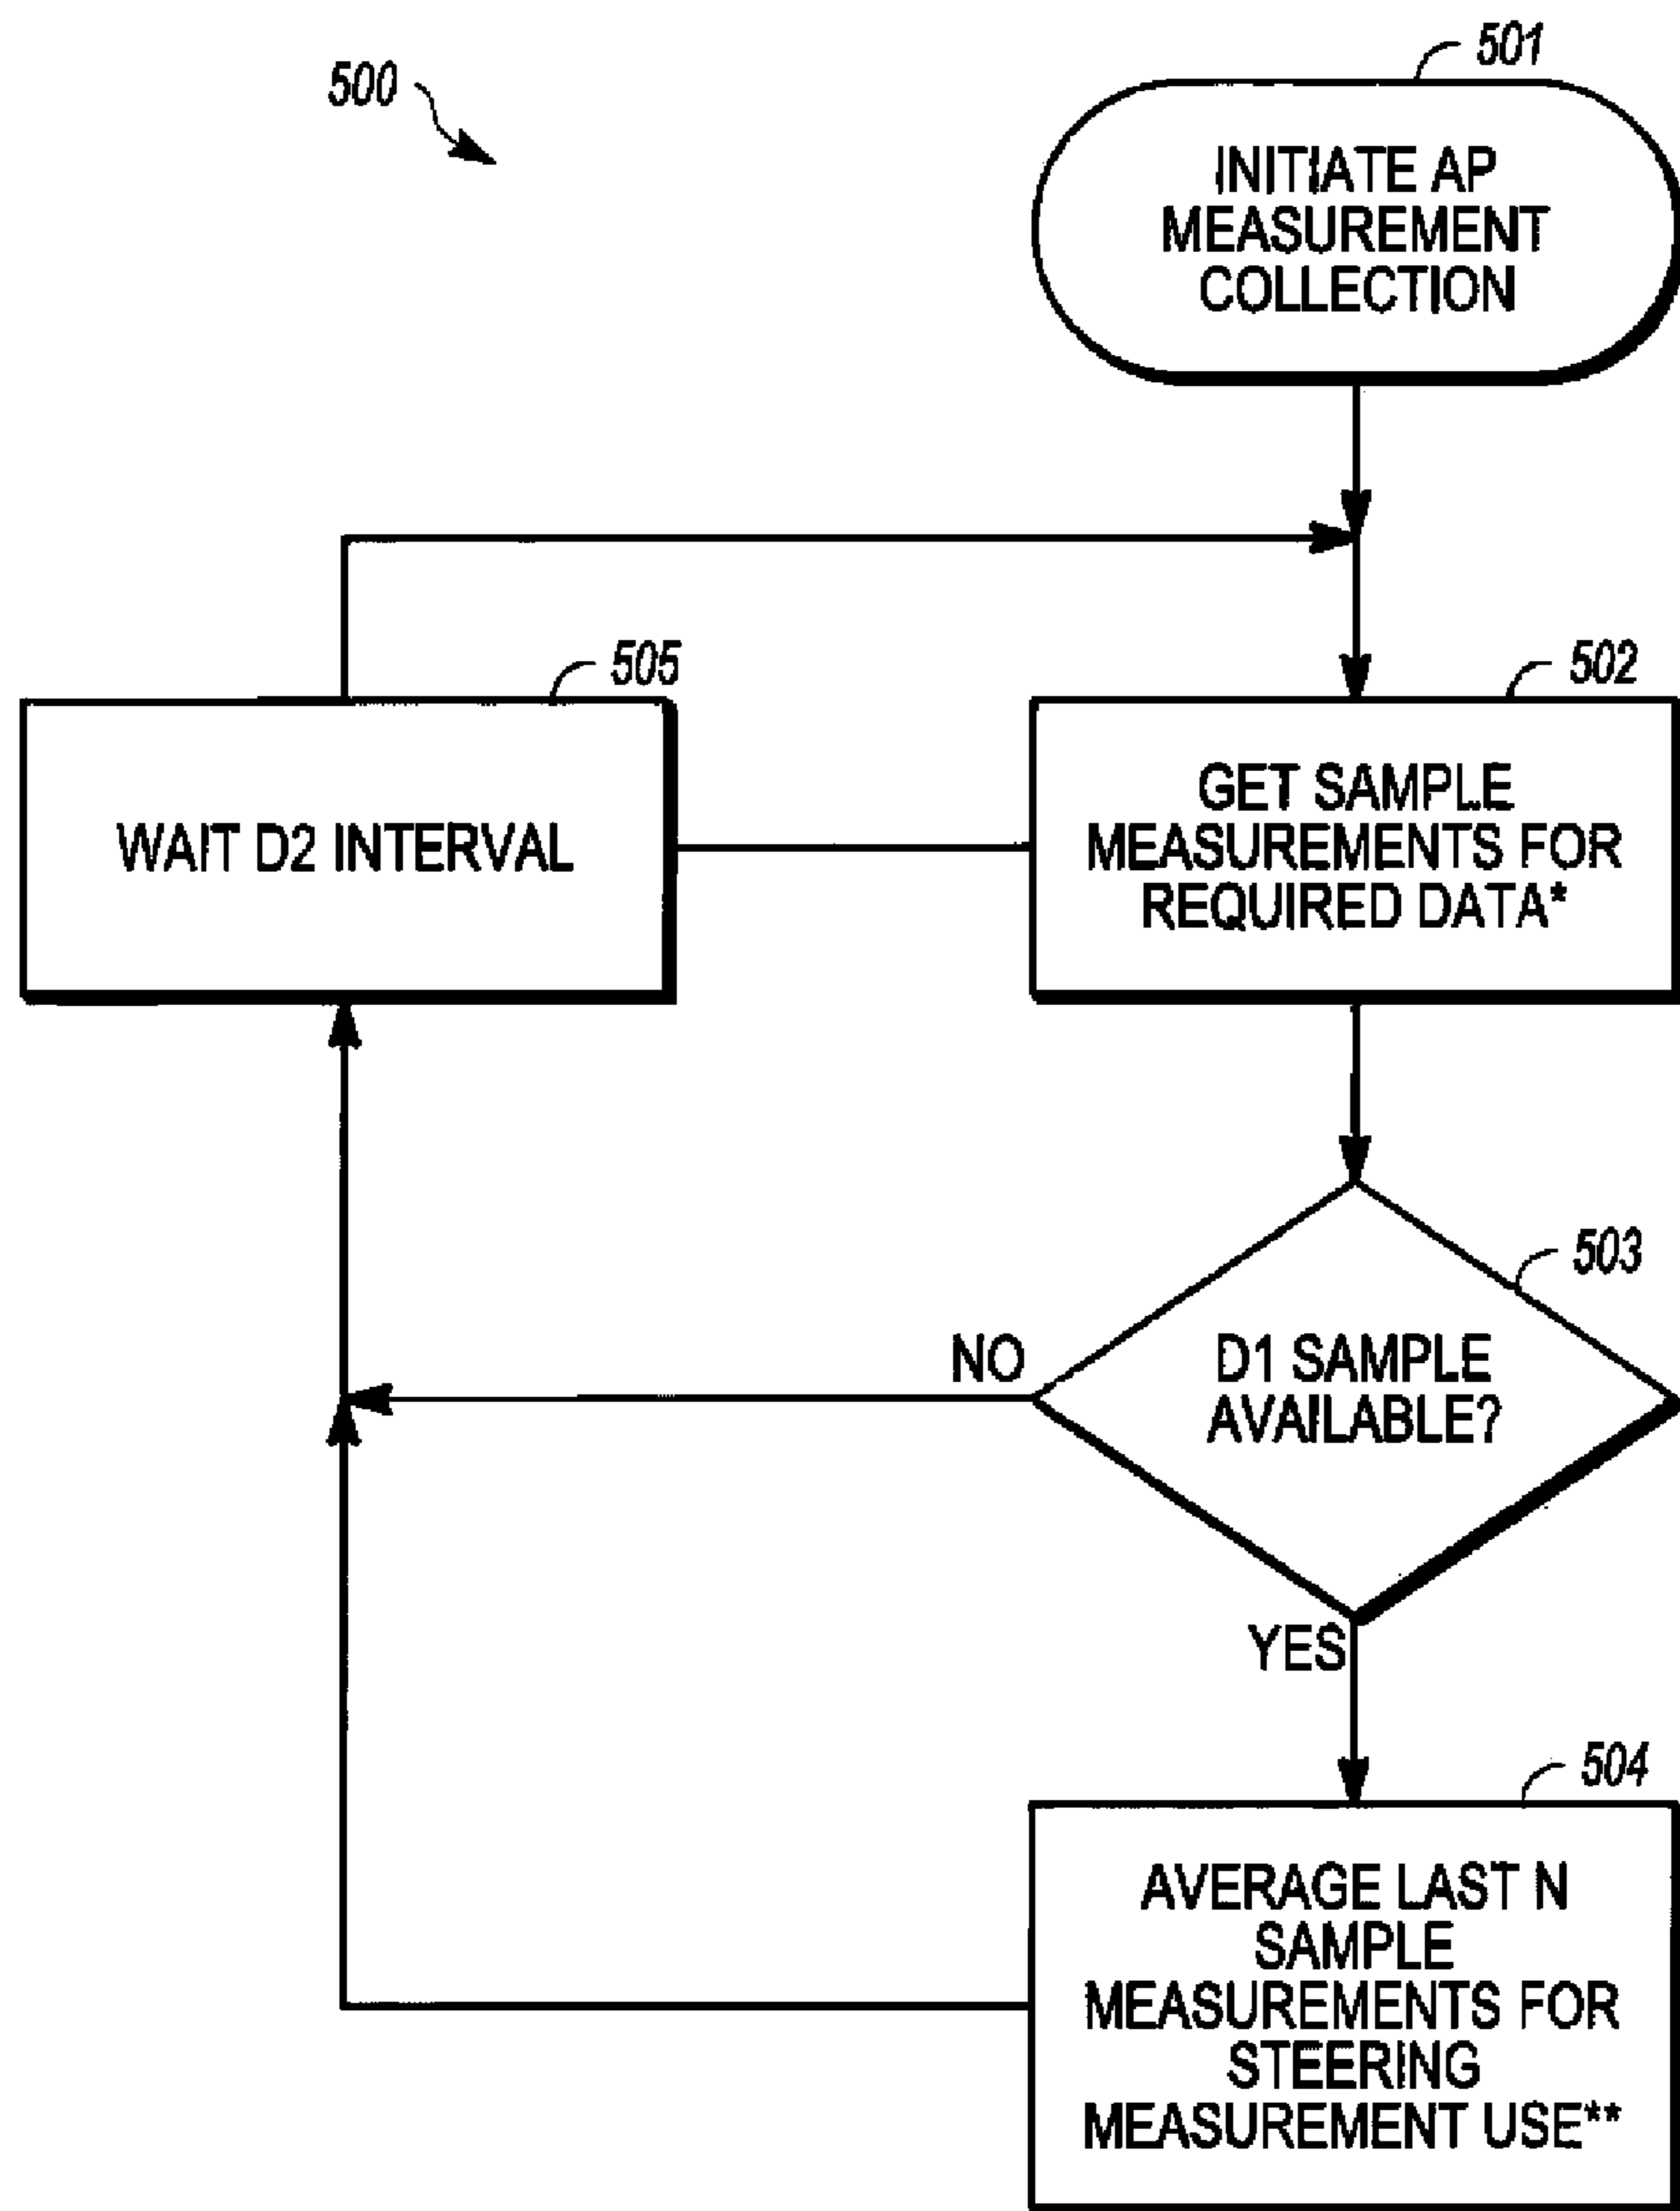 500
501
INITIATE AP
MEASUREMENT
COLLECTION
505
WAIT D2 INTERVAL
502
GET SAMPLE
MEASUREMENTS FOR
REQUIRED DATA*
503
D1 SAMPLE
AVAILABLE?
NO
YES
504
AVERAGE LAST N
SAMPLE
MEASUREMENTS FOR
STEERING
MEASUREMENT USE**